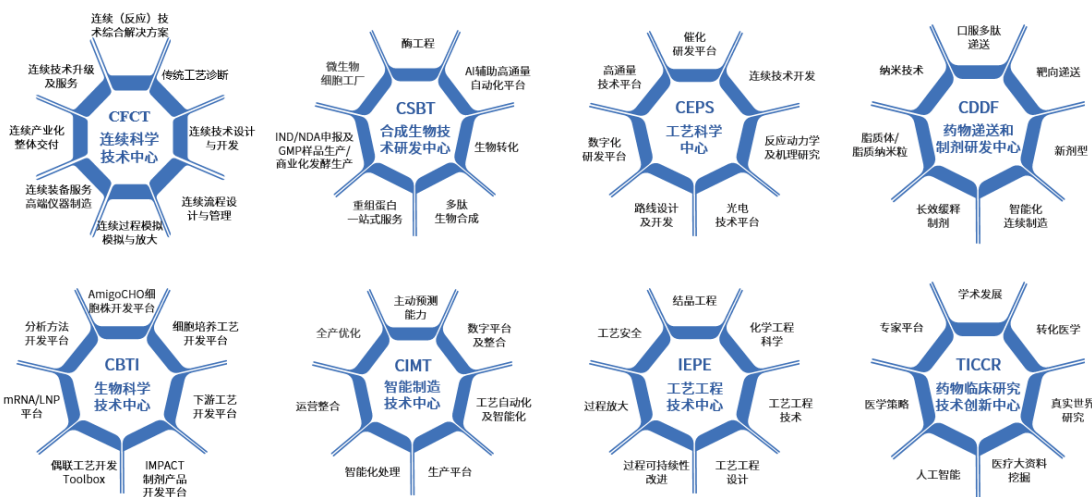 连续（反应）技
术综合解决方案
传统工艺诊断
连续技术设计
与开发
连续流程设
计与管理
连续过程模拟
模拟与放大
连续装备服务
高端仪器制造
连续产业化
整体交付
连续技术升级
及服务
CFCT
连续科学
技术中心
酶工程
AI辅助高通量
自动化平台
生物转化
多肽
生物合成
重组蛋白
一站式服务
IND/NDA申报及
GMP样品生产/
商业化发酵生产
微生物
细胞工厂
CSBT
合成生物技
术研发中心
催化
研发平台
连续技术开发
反应动力学
及机理研究
光电
技术平台
路线设计
及开发
数字化
研发平台
高通量
技术平台
CEPS
工艺科学
中心
口服多肽
递送
靶向递送
新剂型
智能化
连续制造
长效缓释
制剂
脂质体/
脂质纳米粒
纳米技术
CDDF
药物递送和
制剂研发中心
AmigoCHO细
胞株开发平台
细胞培养工艺
开发平台
下游工艺
开发平台
IMPACT
制剂产品
开发平台
偶联工艺开发
Toolbox
mRNA/LNP
平台
分析方法
开发平台
CBTI
生物科学
技术中心
主动预测
能力
数字平台
及整合
工艺自动化
及智能化
生产平台
智能化处理
运营整合
全产优化
CIMT
智能制造
技术中心
结晶工程
化学工程
科学
工艺工程
技术
工艺工程
设计
过程可持续性
改进
过程放大
工艺安全
IEPE
工艺工程
技术中心
学术发展
转化医学
真实世界
研究
医疗大资料
挖掘
人工智能
医学策略
专家平台
TICCR
药物临床研究
技术创新中心